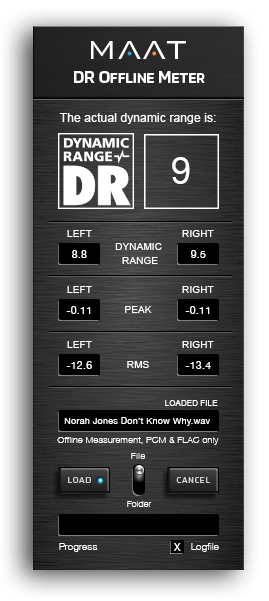 MAAT
DR OFFLINE METER
The actual dynamic range is:
DYNAMIC
RANGE
DR
9
LEFT RIGHT
8.8 DYNAMIC RANGE 9.5
LEFT RIGHT
-0.11 PEAK -0.11
LEFT RIGHT
-12.6 RMS -13.4
LOADED FILE
Norah Jones Don't Know Why.wav
Offline Measurement, PCM & FLAC only
File
LOAD CANCEL
Folder
Progress X Logfile